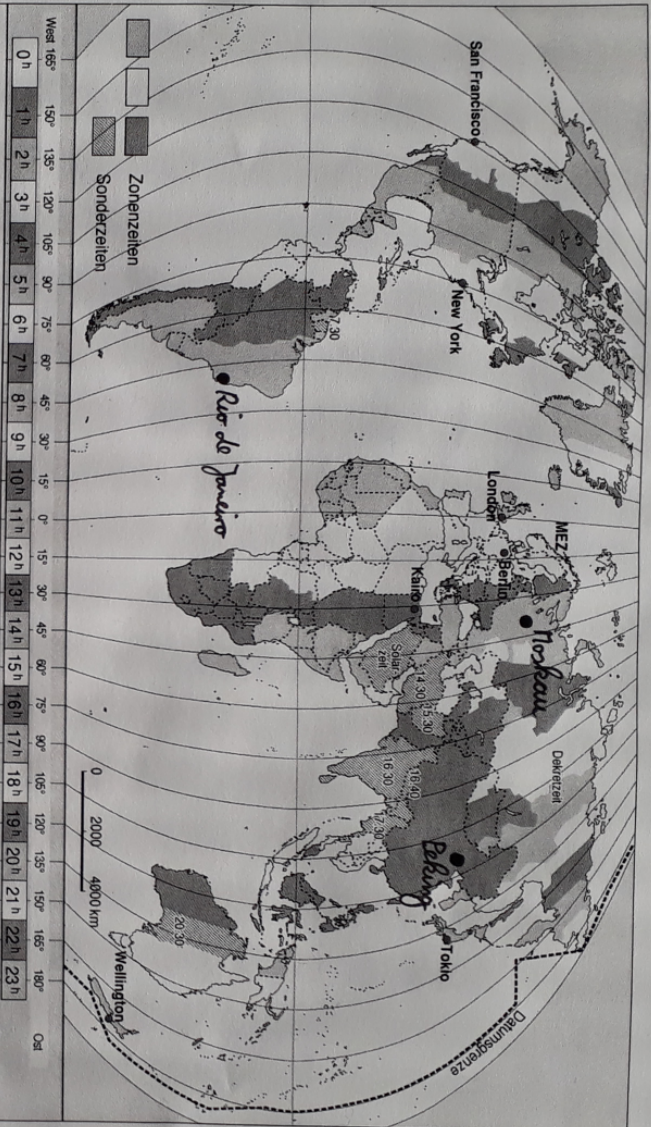 MEZ
Dekretzeit
Datumsgrenze
Moskau
London
Berlin
San Francisco
New York
Peking
Tokio
Kairo
14.30
15.30
Solar
zeit
16.40
16.30
17.30
Rio de Janeiro
20.30
Wellington
Zonenzeiten
Sonderzeiten
0 2000 4000 km
West 165° 150° 135° 120° 105° 90° 75° 60° 45° 30° 15° 0° 15° 30° 45° 60° 75° 90° 105° 120° 135° 150° 165° 180° Ost
0h 1h 2h 3h 4h 5h 6h 7h 8h 9h 10h 11h 12h 13h 14h 15h 16h 17h 18h 19h 20h 21h 22h 23h